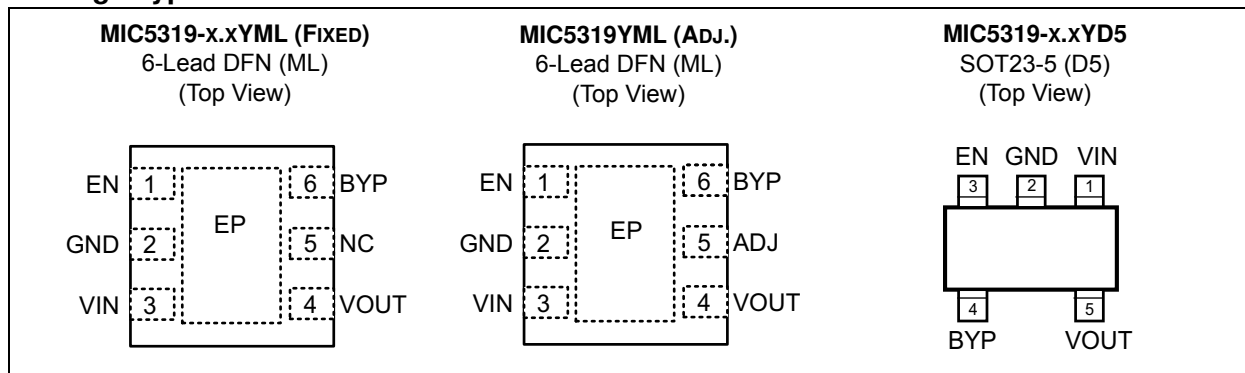 MIC5319-X.XYML (FIXED)
6-Lead DFN (ML)
(Top View)
EN 1
6 BYP
EP
GND 2
5 NC
VIN 3
4 VOUT
MIC5319YML (ADJ.)
6-Lead DFN (ML)
(Top View)
EN 1
6 BYP
EP
GND 2
5 ADJ
VIN 3
4 VOUT
MIC5319-X.XYD5
SOT23-5 (D5)
(Top View)
EN GND VIN
3 2 1
4 5
BYP VOUT